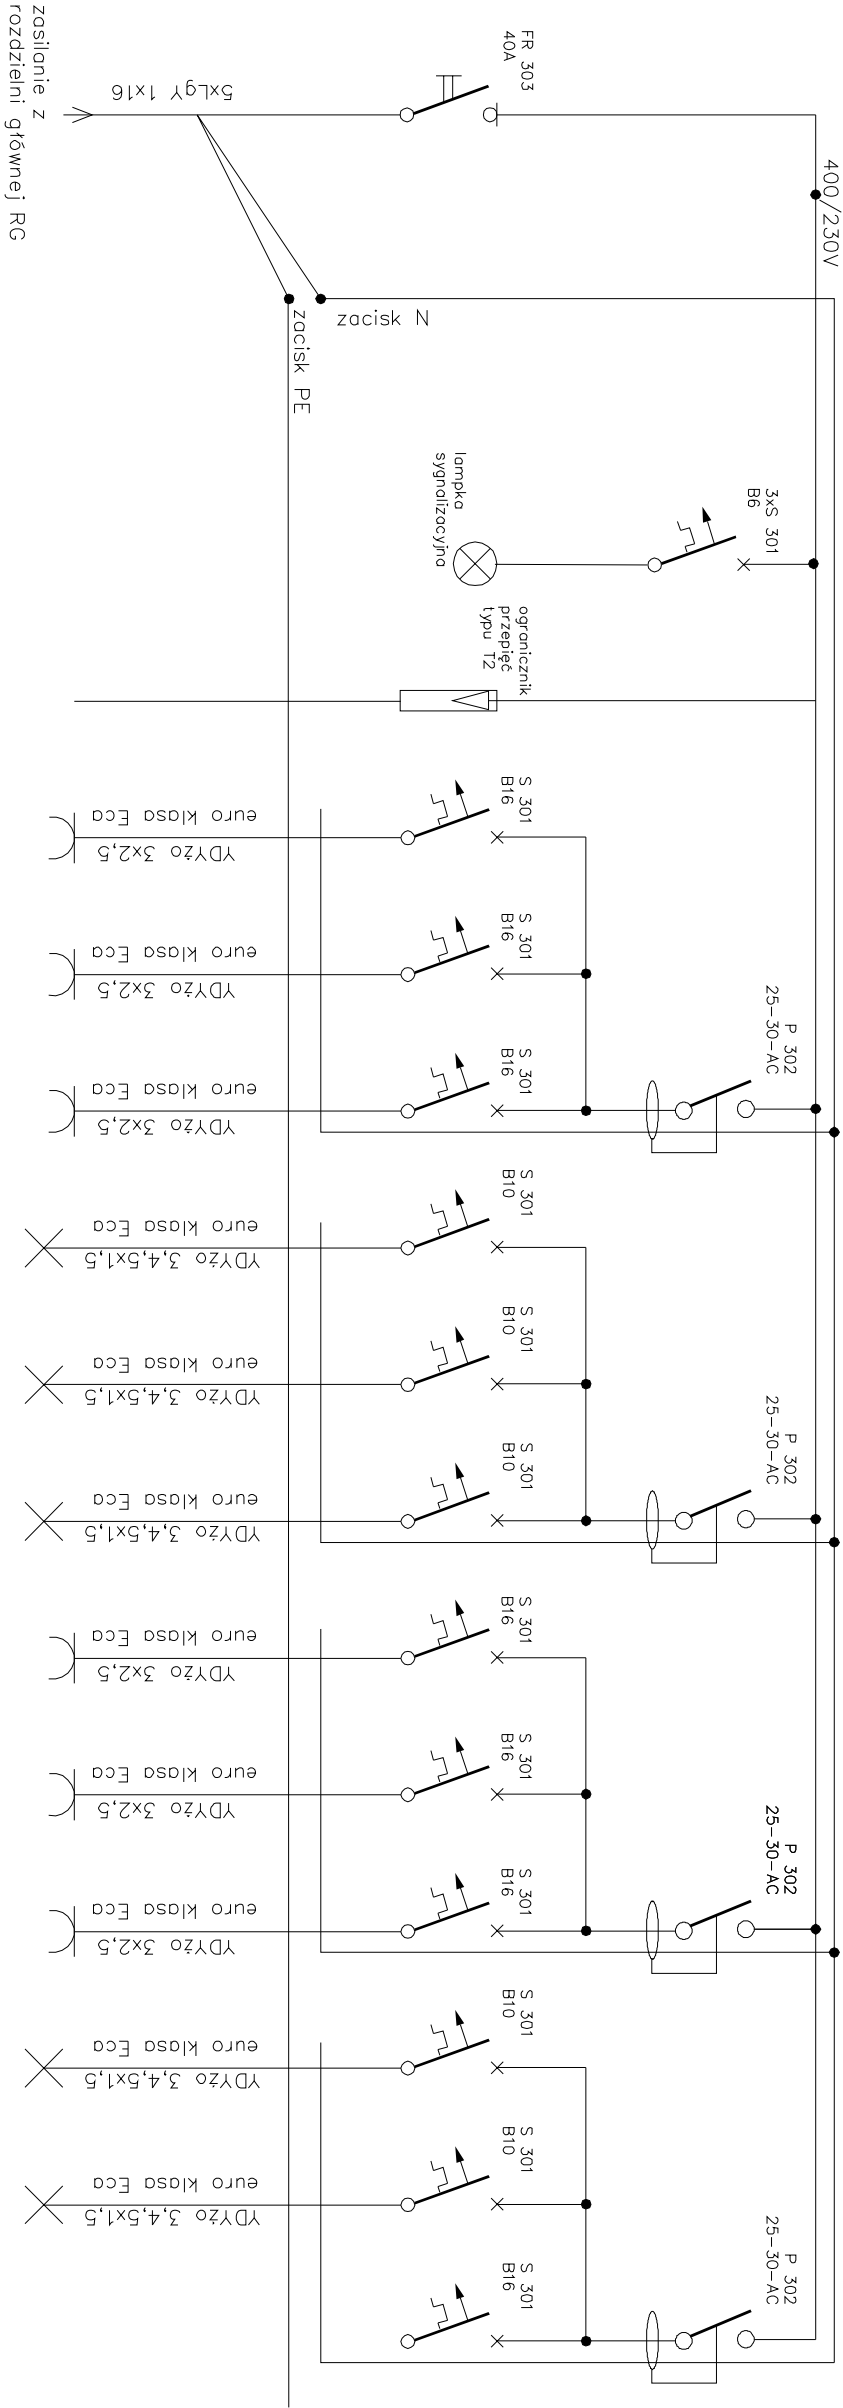 zasilanie z
rozdzielni głównej RG
5xLgY 1x16
FR 303
40A
400/230V
zacisk N
zacisk PE
3xS 301
B6
lampka
sygnalizacyjna
ogranicznik
przepięć
typu T2
S 301
B16
euro klasa Eca
YDYżo 3x2,5
S 301
B16
euro klasa Eca
YDYżo 3x2,5
P 302
25-30-AC
S 301
B16
euro klasa Eca
YDYżo 3x2,5
S 301
B10
euro klasa Eca
YDYżo 3,4,5x1,5
S 301
B10
euro klasa Eca
YDYżo 3,4,5x1,5
P 302
25-30-AC
S 301
B10
euro klasa Eca
YDYżo 3,4,5x1,5
S 301
B16
euro klasa Eca
YDYżo 3x2,5
S 301
B16
euro klasa Eca
YDYżo 3x2,5
P 302
25-30-AC
S 301
B16
euro klasa Eca
YDYżo 3x2,5
S 301
B10
euro klasa Eca
YDYżo 3,4,5x1,5
S 301
B10
euro klasa Eca
YDYżo 3,4,5x1,5
P 302
25-30-AC
S 301
B16